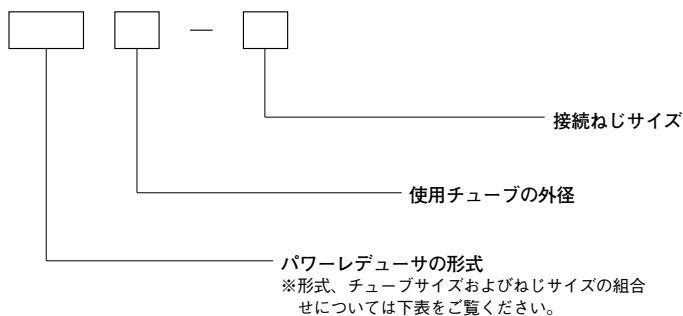 接続ねじサイズ
使用チューブの外径
パワーレデューサの形式
※形式、チューブサイズおよびねじサイズの組合
せについては下表をご覧ください。